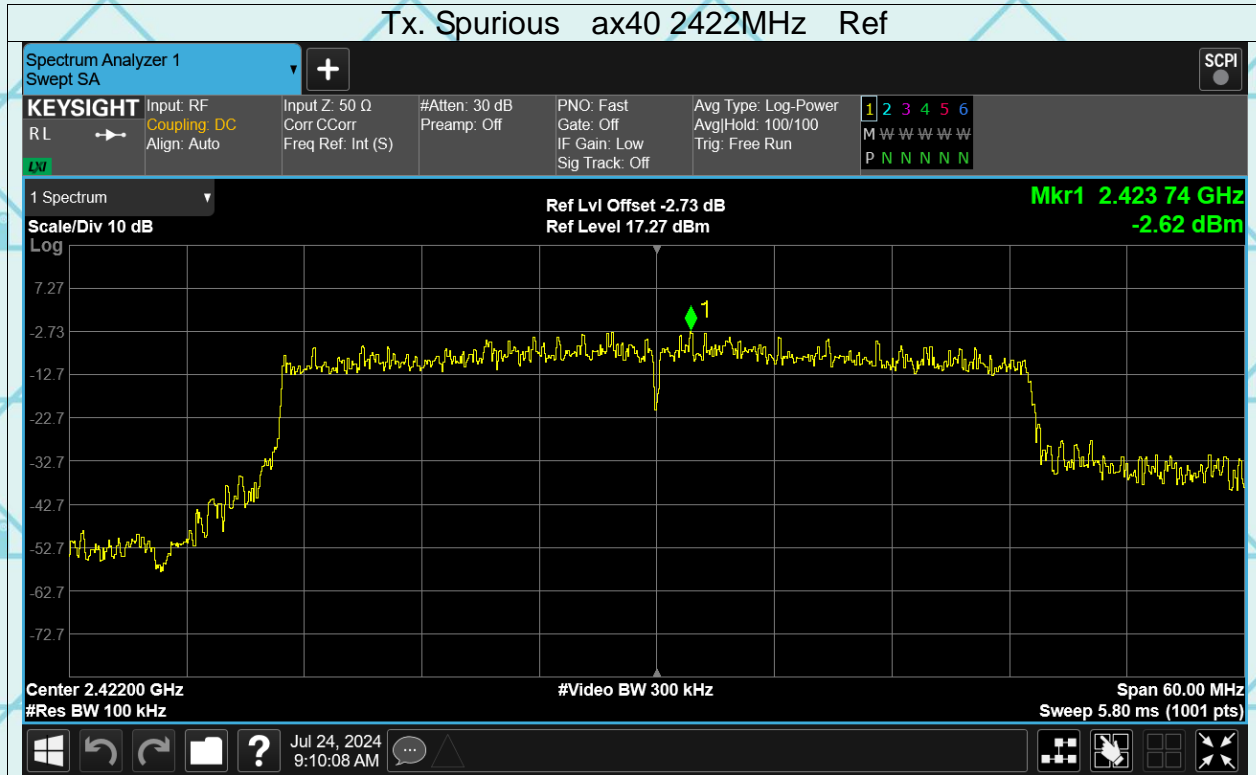 Tx. Spurious ax40 2422MHz Ref
Spectrum Analyzer 1
Swept SA
SCPI
KEYSIGHT
RL
LXI
Input: RF
Coupling: DC
Align: Auto
Input Z: 50 Ω
Corr CCorr
Freq Ref: Int (S)
#Atten: 30 dB
Preamp: Off
PNO: Fast
Gate: Off
IF Gain: Low
Sig Track: Off
Avg Type: Log-Power
Avg|Hold: 100/100
Trig: Free Run
1 2 3 4 5 6
M W W W W W
P N N N N N
1 Spectrum
Scale/Div 10 dB
Ref Lvl Offset -2.73 dB
Ref Level 17.27 dBm
Mkr1 2.423 74 GHz
-2.62 dBm
Log
7.27
-2.73
-12.7
-22.7
-32.7
-42.7
-52.7
-62.7
-72.7
1
Center 2.42200 GHz
#Res BW 100 kHz
#Video BW 300 kHz
Span 60.00 MHz
Sweep 5.80 ms (1001 pts)
?
Jul 24, 2024
9:10:08 AM